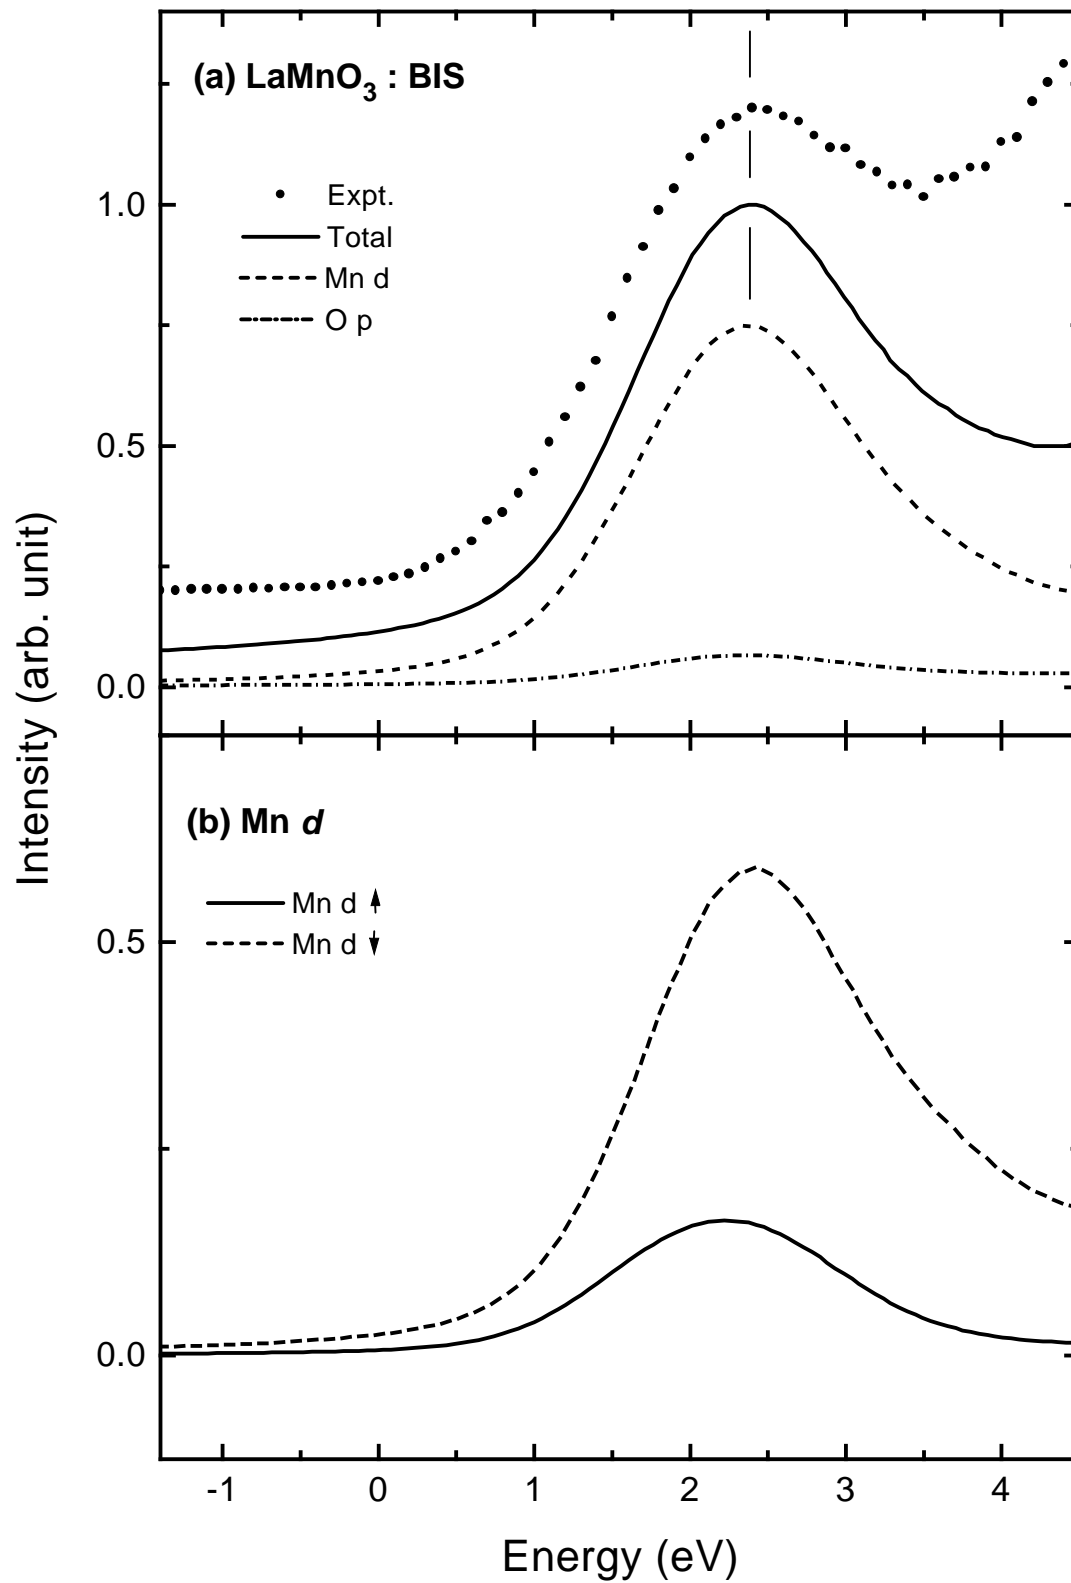 (a) LaMnO₃ : BIS
Expt.
Total
Mn d
O p
1.0
0.5
0.0
Intensity (arb. unit)
(b) Mn d
Mn d ↑
Mn d ↓
0.5
0.0
-1 0 1 2 3 4
Energy (eV)